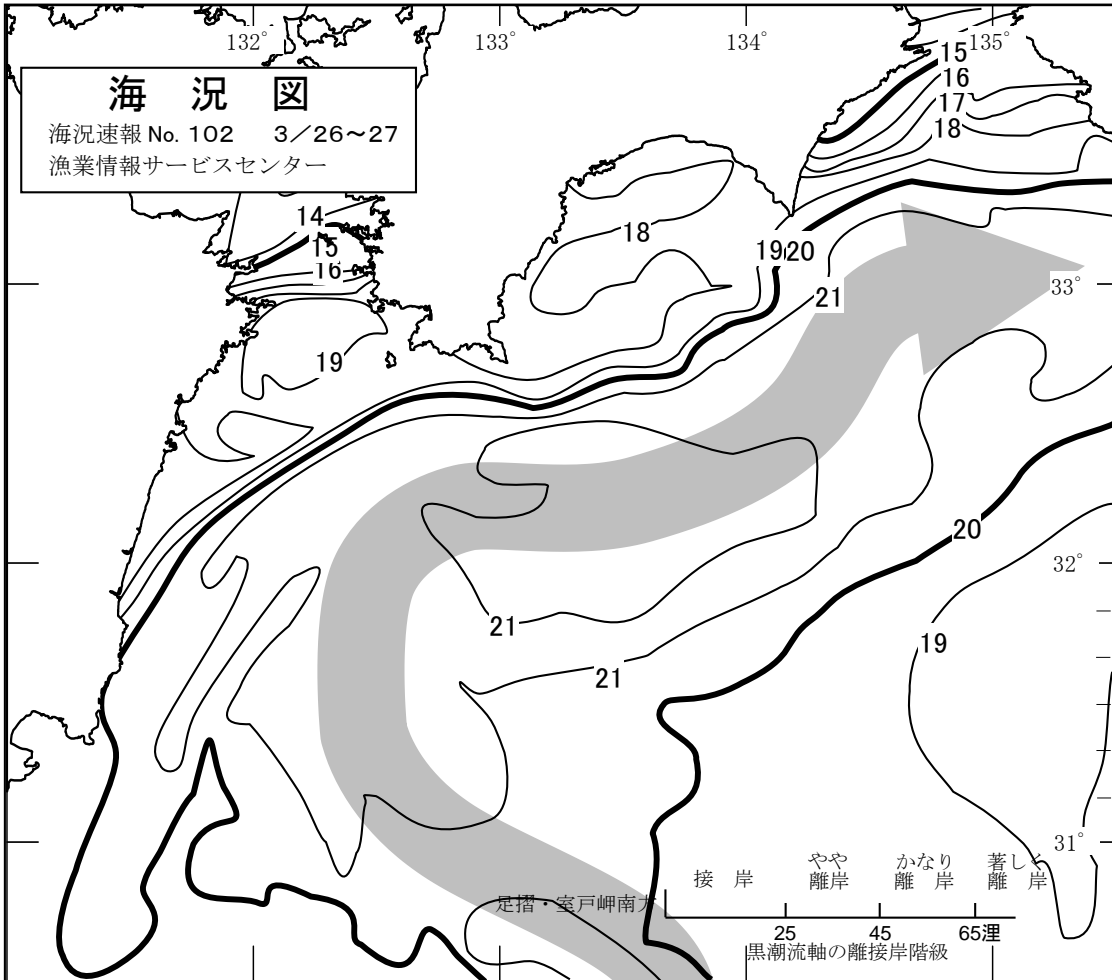 132°
133°
134°
135°
海況図
海況速報 No. 102 3／26～27
漁業情報サービスセンター
15
16
17
18
14
15
16
18
19
20
21
33°
19
20
32°
21
19
21
31°
接岸
やや離岸
かなり離岸
著しく離岸
足摺・室戸岬南方
25 45 65浬
黒潮流軸の離接岸階級